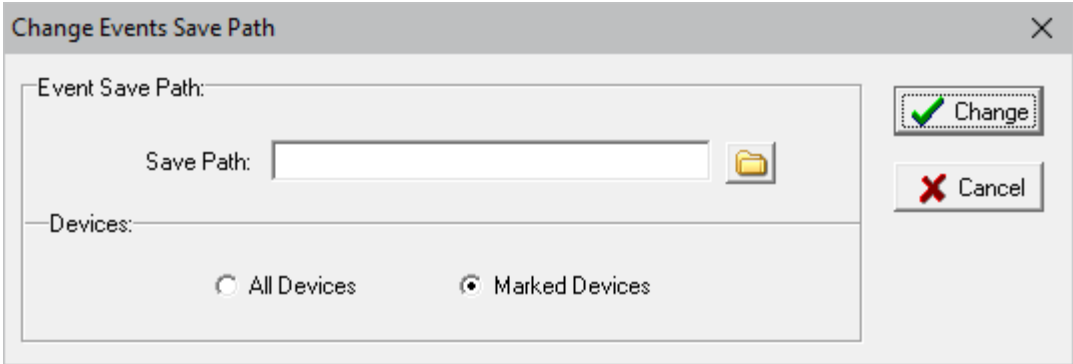 Change Events Save Path
Event Save Path:
Save Path:
Change
Cancel
Devices:
All Devices
Marked Devices